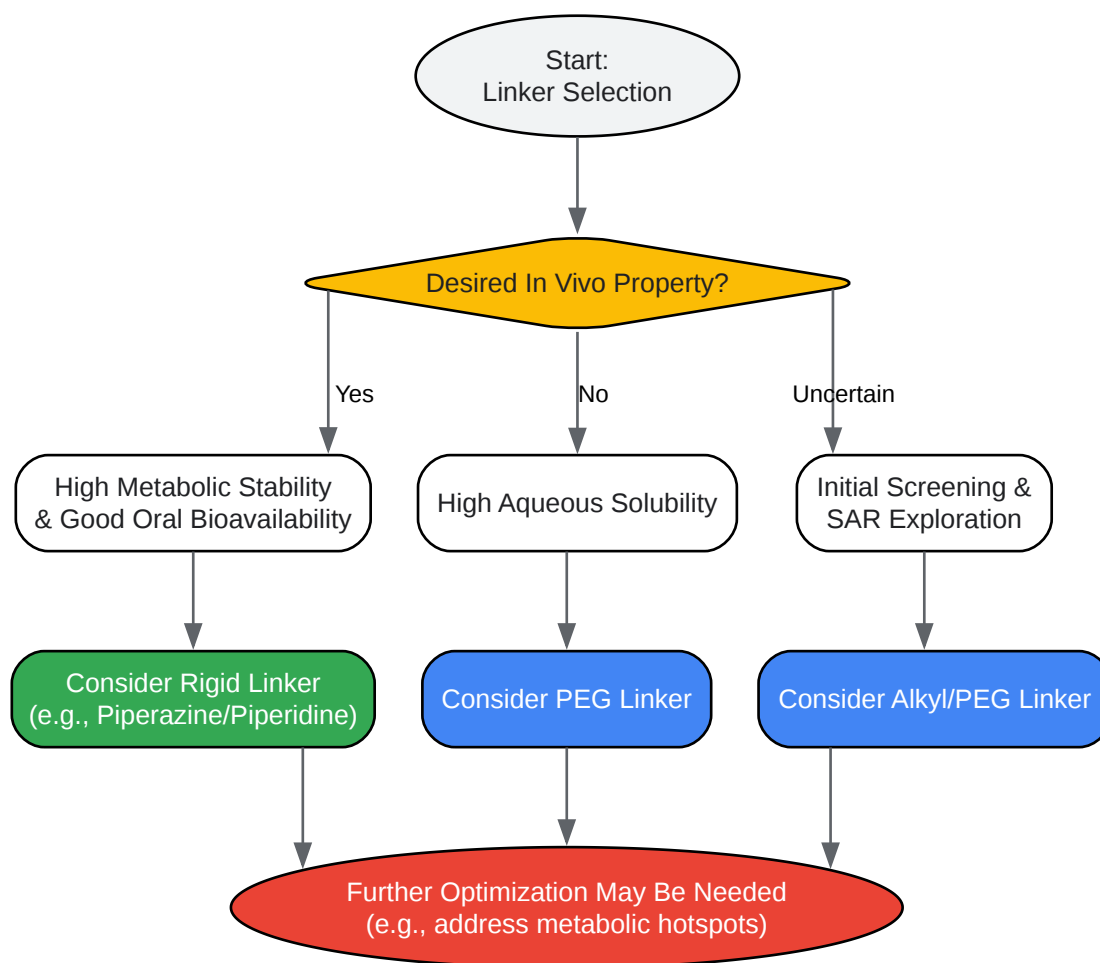 Start:
Linker Selection
Desired In Vivo Property?
Yes
No
Uncertain
High Metabolic Stability
& Good Oral Bioavailability
High Aqueous Solubility
Initial Screening &
SAR Exploration
Consider Rigid Linker
(e.g., Piperazine/Piperidine)
Consider PEG Linker
Consider Alkyl/PEG Linker
Further Optimization May Be Needed
(e.g., address metabolic hotspots)